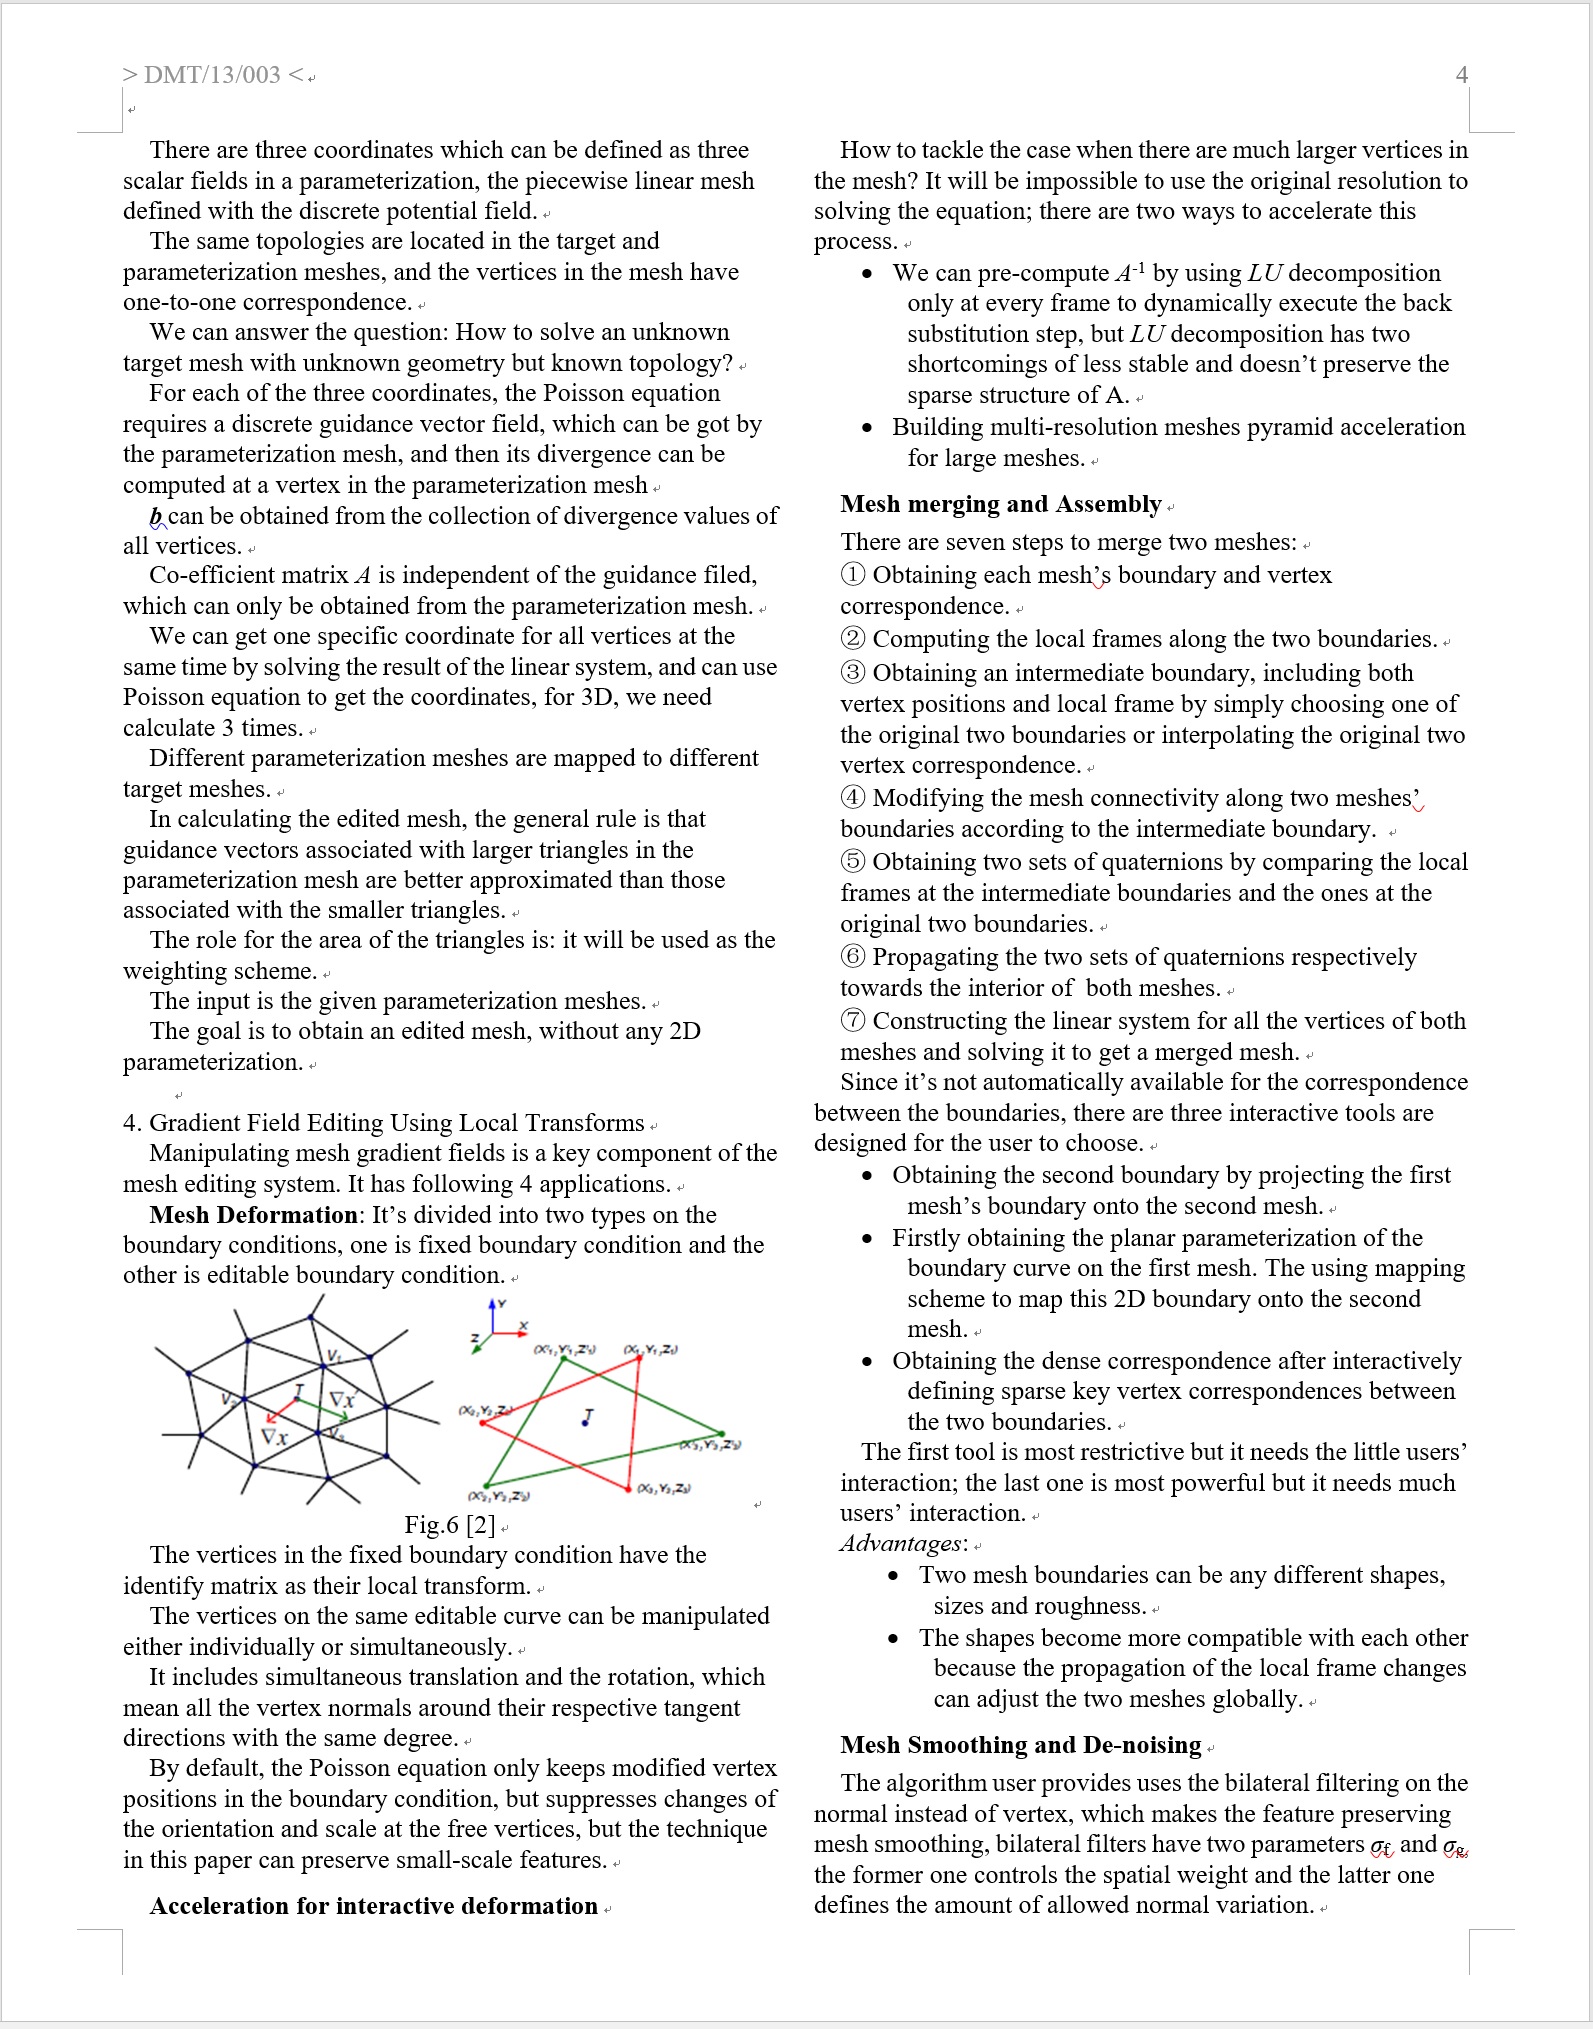 > DMT/13/003 <
4
There are three coordinates which can be defined as three
scalar fields in a parameterization, the piecewise linear mesh
defined with the discrete potential field.
The same topologies are located in the target and
parameterization meshes, and the vertices in the mesh have
one-to-one correspondence.
We can answer the question: How to solve an unknown
target mesh with unknown geometry but known topology?
For each of the three coordinates, the Poisson equation
requires a discrete guidance vector field, which can be got by
the parameterization mesh, and then its divergence can be
computed at a vertex in the parameterization mesh
b can be obtained from the collection of divergence values of
all vertices.
Co-efficient matrix A is independent of the guidance filed,
which can only be obtained from the parameterization mesh.
We can get one specific coordinate for all vertices at the
same time by solving the result of the linear system, and can use
Poisson equation to get the coordinates, for 3D, we need
calculate 3 times.
Different parameterization meshes are mapped to different
target meshes.
In calculating the edited mesh, the general rule is that
guidance vectors associated with larger triangles in the
parameterization mesh are better approximated than those
associated with the smaller triangles.
The role for the area of the triangles is: it will be used as the
weighting scheme.
The input is the given parameterization meshes.
The goal is to obtain an edited mesh, without any 2D
parameterization.
4. Gradient Field Editing Using Local Transforms
Manipulating mesh gradient fields is a key component of the
mesh editing system. It has following 4 applications.
Mesh Deformation: It’s divided into two types on the
boundary conditions, one is fixed boundary condition and the
other is editable boundary condition.
V₁
V₂
T
∇x′
∇x
V₃
Y
X
Z
(X'₁,Y'₁,Z'₁)
(X₁,Y₁,Z₁)
(X₂,Y₂,Z₂)
T
(X'₃,Y'₃,Z'₃)
(X'₂,Y'₂,Z'₂)
(X₃,Y₃,Z₃)
Fig.6 [2]
The vertices in the fixed boundary condition have the
identify matrix as their local transform.
The vertices on the same editable curve can be manipulated
either individually or simultaneously.
It includes simultaneous translation and the rotation, which
mean all the vertex normals around their respective tangent
directions with the same degree.
By default, the Poisson equation only keeps modified vertex
positions in the boundary condition, but suppresses changes of
the orientation and scale at the free vertices, but the technique
in this paper can preserve small-scale features.
Acceleration for interactive deformation
How to tackle the case when there are much larger vertices in
the mesh? It will be impossible to use the original resolution to
solving the equation; there are two ways to accelerate this
process.
• We can pre-compute A⁻¹ by using LU decomposition
only at every frame to dynamically execute the back
substitution step, but LU decomposition has two
shortcomings of less stable and doesn’t preserve the
sparse structure of A.
• Building multi-resolution meshes pyramid acceleration
for large meshes.
Mesh merging and Assembly
There are seven steps to merge two meshes:
① Obtaining each mesh’s boundary and vertex
correspondence.
② Computing the local frames along the two boundaries.
③ Obtaining an intermediate boundary, including both
vertex positions and local frame by simply choosing one of
the original two boundaries or interpolating the original two
vertex correspondence.
④ Modifying the mesh connectivity along two meshes’
boundaries according to the intermediate boundary.
⑤ Obtaining two sets of quaternions by comparing the local
frames at the intermediate boundaries and the ones at the
original two boundaries.
⑥ Propagating the two sets of quaternions respectively
towards the interior of both meshes.
⑦ Constructing the linear system for all the vertices of both
meshes and solving it to get a merged mesh.
Since it’s not automatically available for the correspondence
between the boundaries, there are three interactive tools are
designed for the user to choose.
• Obtaining the second boundary by projecting the first
mesh’s boundary onto the second mesh.
• Firstly obtaining the planar parameterization of the
boundary curve on the first mesh. The using mapping
scheme to map this 2D boundary onto the second
mesh.
• Obtaining the dense correspondence after interactively
defining sparse key vertex correspondences between
the two boundaries.
The first tool is most restrictive but it needs the little users’
interaction; the last one is most powerful but it needs much
users’ interaction.
Advantages:
• Two mesh boundaries can be any different shapes,
sizes and roughness.
• The shapes become more compatible with each other
because the propagation of the local frame changes
can adjust the two meshes globally.
Mesh Smoothing and De-noising
The algorithm user provides uses the bilateral filtering on the
normal instead of vertex, which makes the feature preserving
mesh smoothing, bilateral filters have two parameters σf and σg,
the former one controls the spatial weight and the latter one
defines the amount of allowed normal variation.